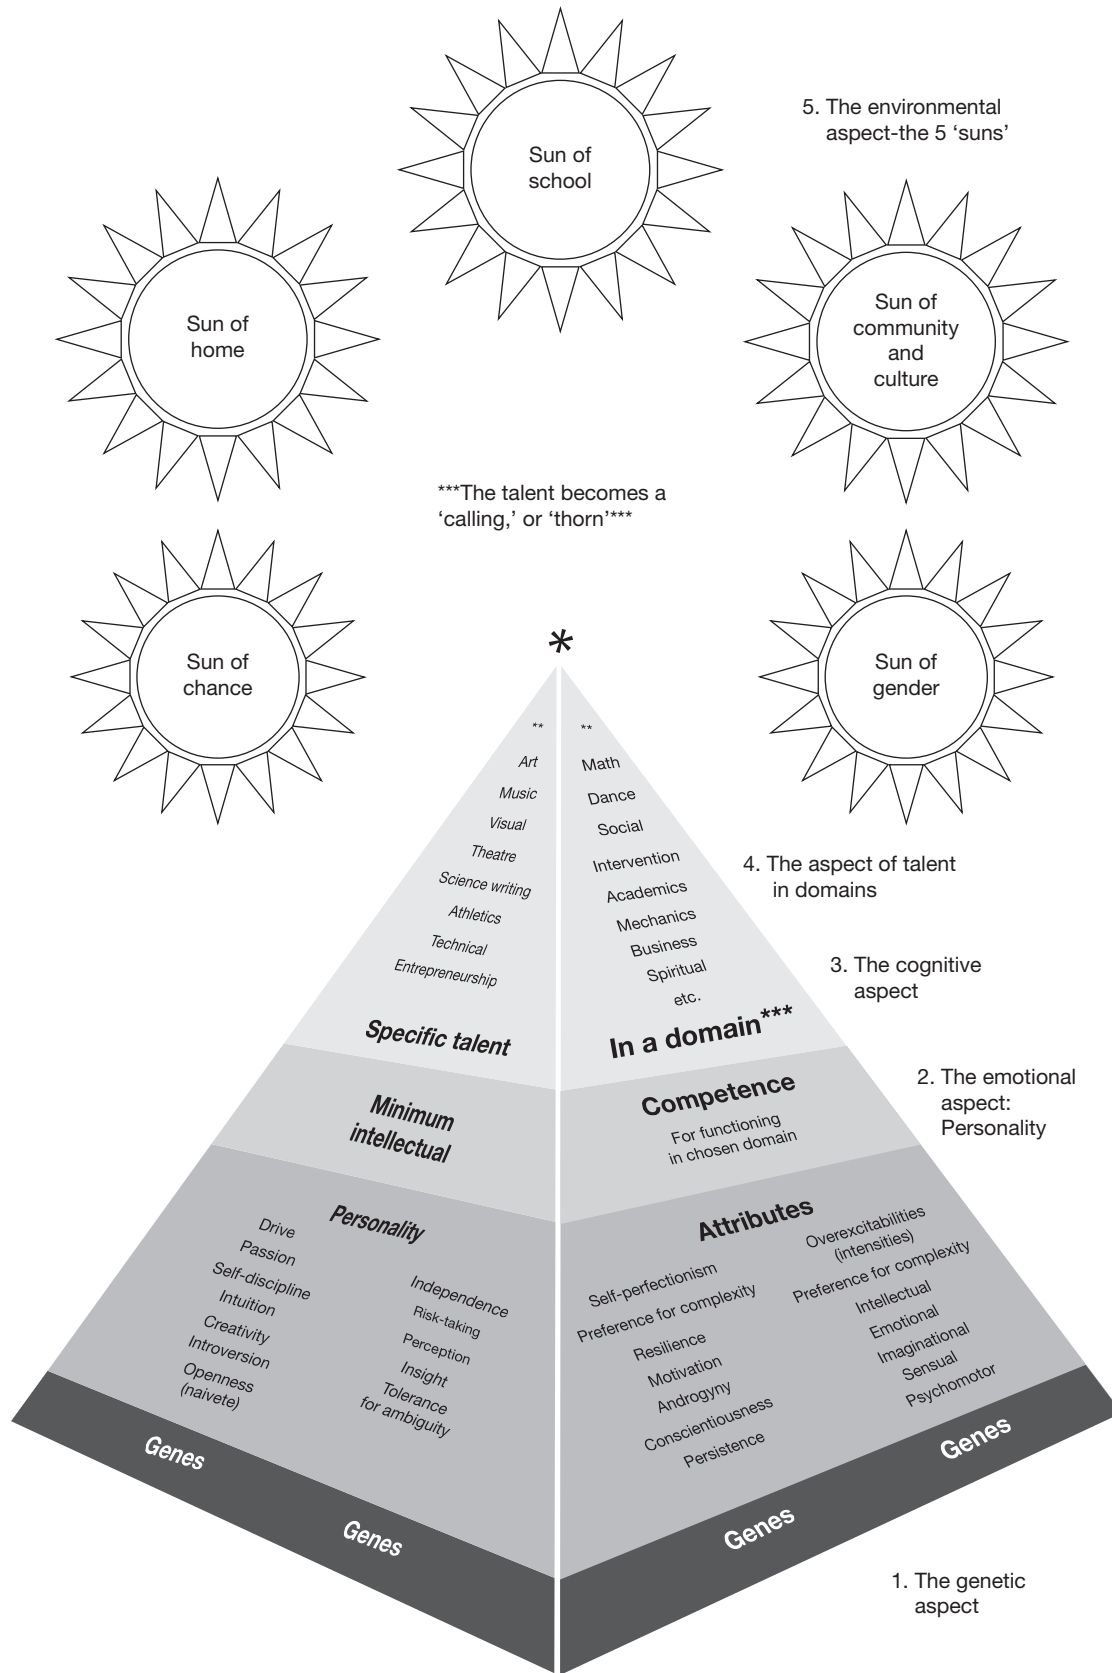 Sun of
school
5. The environmental
aspect-the 5 ‘suns’
Sun of
home
Sun of
community
and
culture
***The talent becomes a
‘calling,’ or ‘thorn’***
Sun of
chance
Sun of
gender
*
**
Art
Music
Visual
Theatre
Science writing
Athletics
Technical
Entrepreneurship
Specific talent
**
Math
Dance
Social
Intervention
Academics
Mechanics
Business
Spiritual
etc.
In a domain***
4. The aspect of talent
in domains
3. The cognitive
aspect
Minimum
intellectual
Competence
For functioning
in chosen domain
2. The emotional
aspect:
Personality
Personality
Drive
Passion
Self-discipline
Intuition
Creativity
Introversion
Openness
(naivete)
Independence
Risk-taking
Perception
Insight
Tolerance
for ambiguity
Attributes
Self-perfectionism
Preference for complexity
Resilience
Motivation
Androgyny
Conscientiousness
Persistence
Overexcitabilities
(intensities)
Preference for complexity
Intellectual
Emotional
Imaginational
Sensual
Psychomotor
Genes
Genes
Genes
Genes
1. The genetic
aspect